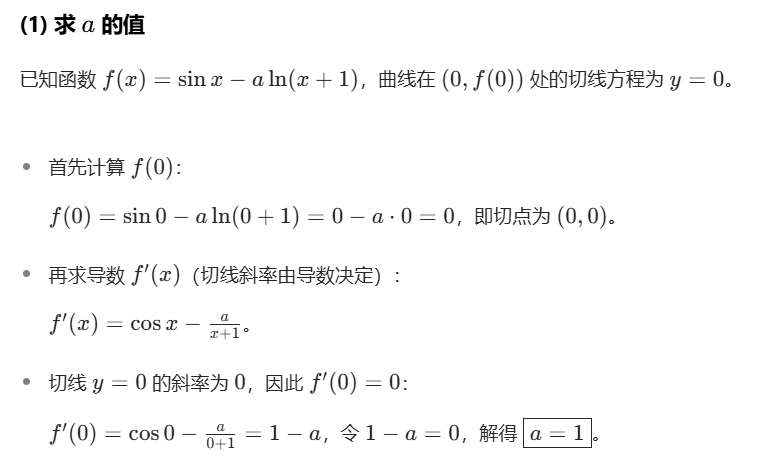 (1) 求 a 的值
已知函数 f(x) = sin x − a ln(x + 1)，曲线在 (0, f(0)) 处的切线方程为 y = 0。
• 首先计算 f(0)：
f(0) = sin 0 − a ln(0 + 1) = 0 − a · 0 = 0，即切点为 (0, 0)。
• 再求导数 f′(x)（切线斜率由导数决定）：
f′(x) = cos x − a/(x+1)。
• 切线 y = 0 的斜率为 0，因此 f′(0) = 0：
f′(0) = cos 0 − a/(0+1) = 1 − a，令 1 − a = 0，解得 a = 1。